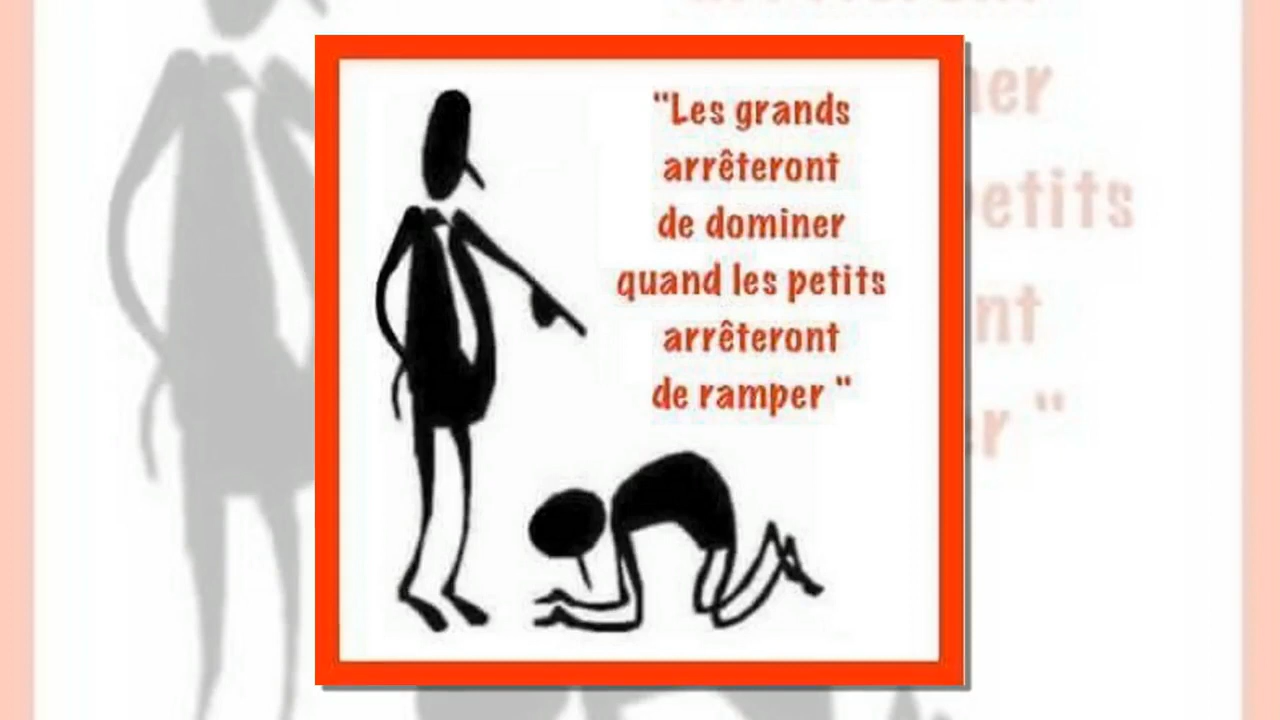 "Les grands
arrêteront
de dominer
quand les petits
arrêteront
de ramper "